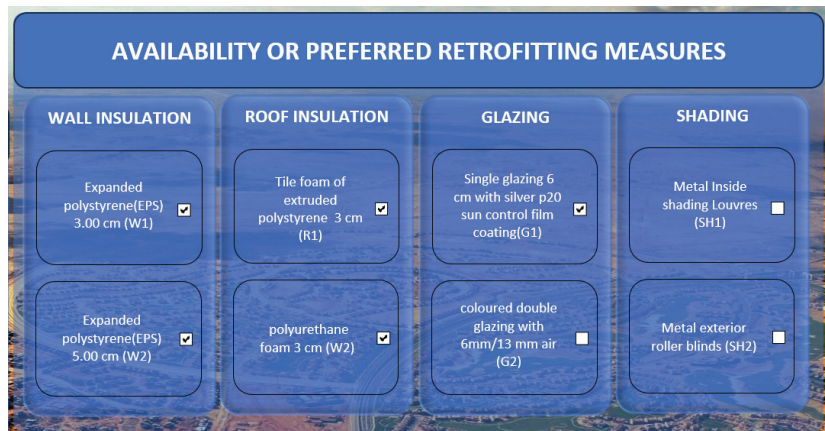 AVAILABILITY OR PREFERRED RETROFITTING MEASURES
WALL INSULATION
Expanded
polystyrene(EPS)
3.00 cm (W1)
Expanded
polystyrene(EPS)
5.00 cm (W2)
ROOF INSULATION
Tile foam of
extruded
polystyrene 3 cm
(R1)
polyurethane
foam 3 cm (W2)
GLAZING
Single glazing 6
cm with silver p20
sun control film
coating(G1)
coloured double
glazing with
6mm/13 mm air
(G2)
SHADING
Metal Inside
shading Louvres
(SH1)
Metal exterior
roller blinds (SH2)